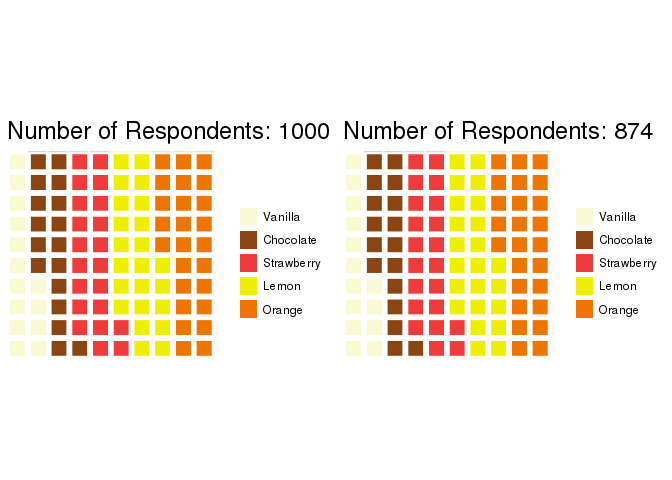 Number of Respondents: 1000
Vanilla
Chocolate
Strawberry
Lemon
Orange
Number of Respondents: 874
Vanilla
Chocolate
Strawberry
Lemon
Orange